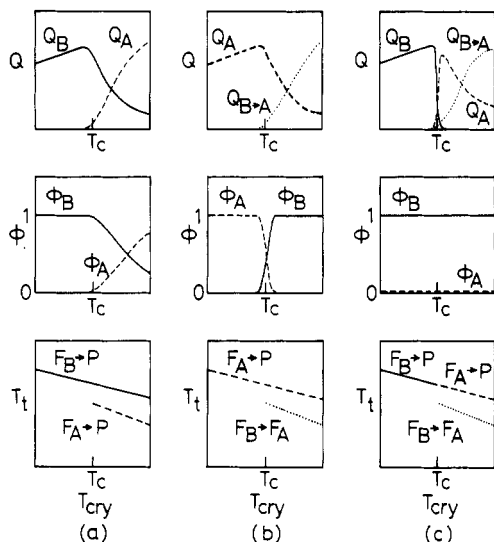 Q
Q_B
Q_A
T_c
Q_A
Q_B→A
T_c
Q_B
Q_B→A
Q_A
T_c
Φ
1
0
Φ_B
Φ_A
T_c
Φ
1
0
Φ_A
Φ_B
T_c
Φ
1
0
Φ_B
Φ_A
T_c
T_t
F_B→P
F_A→P
T_c
T_cry
(a)
T_t
F_A→P
F_B→F_A
T_c
T_cry
(b)
T_t
F_B→P
F_A→P
F_B→F_A
T_c
T_cry
(c)